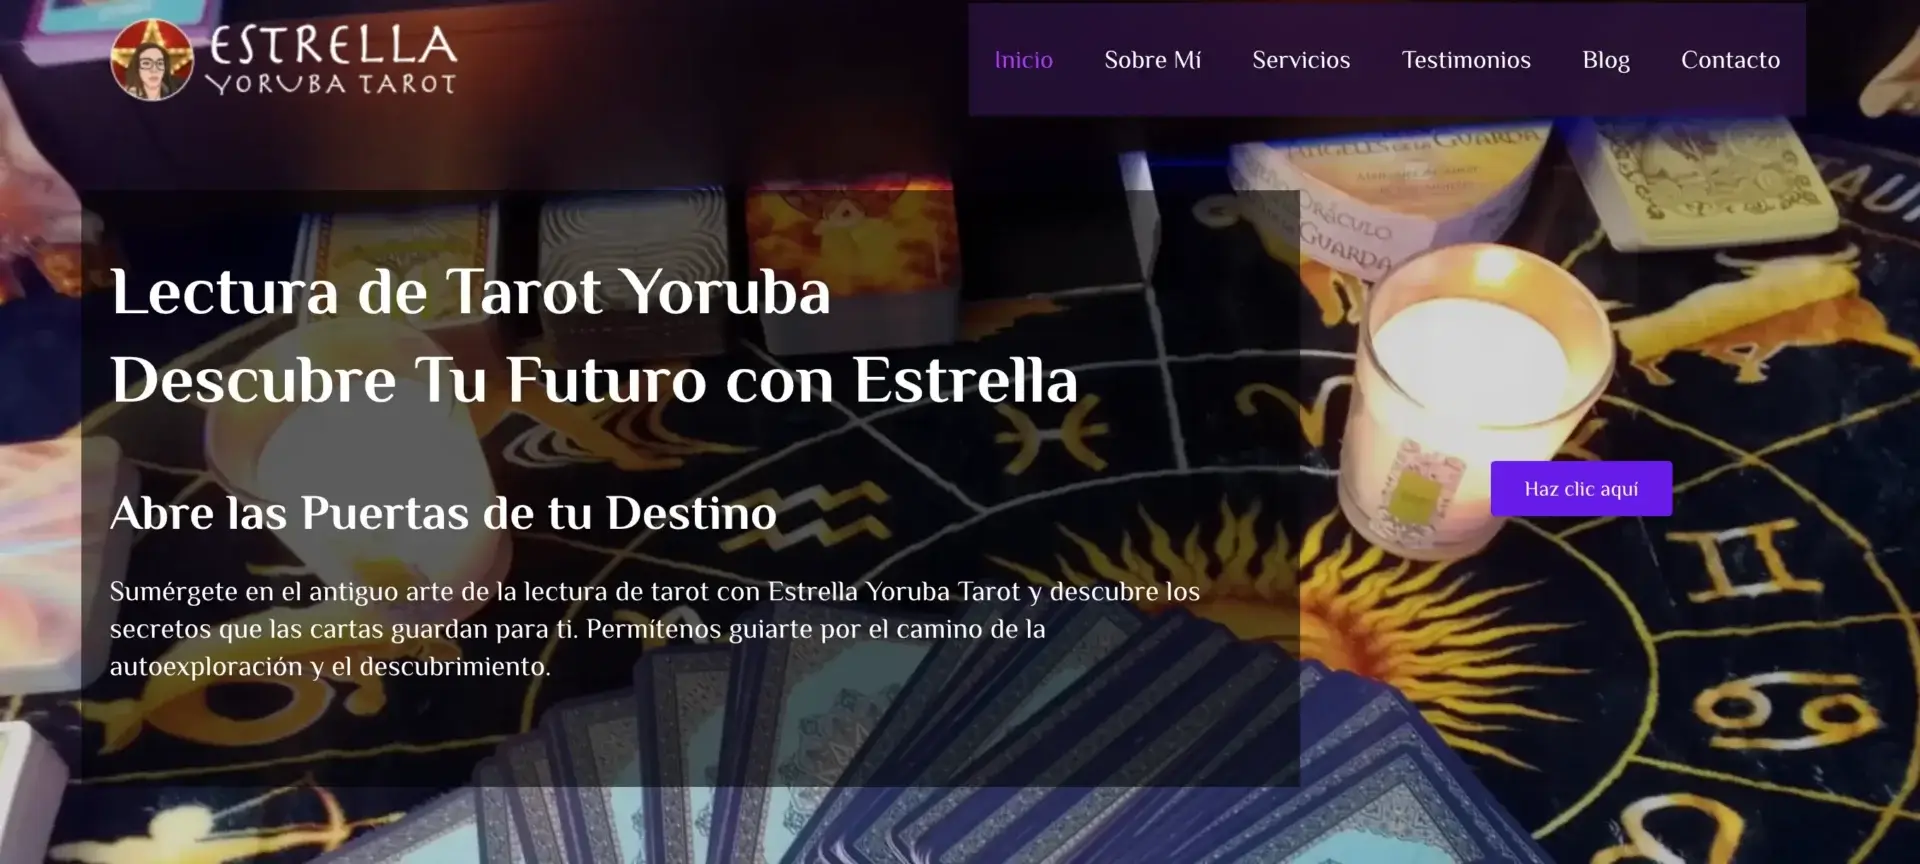 ESTRELLA
YORUBA TAROT
Inicio
Sobre Mí
Servicios
Testimonios
Blog
Contacto
GUARDA
ORÁCULO
GUARDA
TAU
Lectura de Tarot Yoruba
Descubre Tu Futuro con Estrella
Abre las Puertas de tu Destino
Haz clic aquí
Sumérgete en el antiguo arte de la lectura de tarot con Estrella Yoruba Tarot y descubre los
secretos que las cartas guardan para ti. Permítenos guiarte por el camino de la
autoexploración y el descubrimiento.